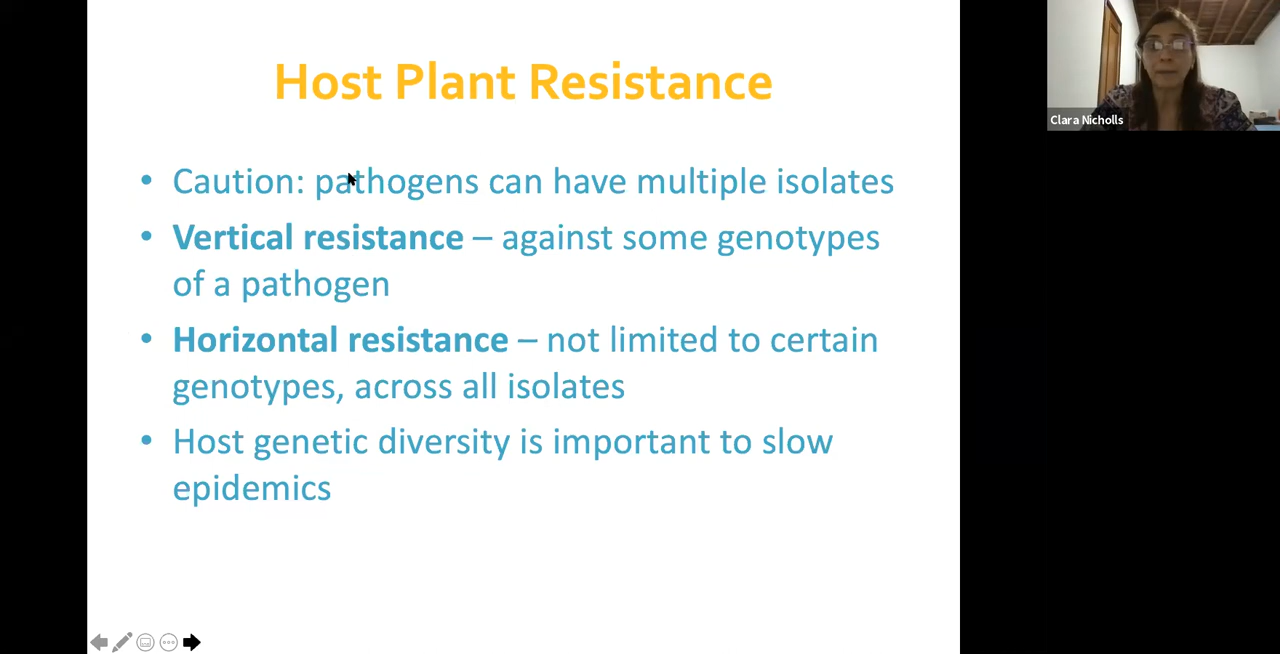 Host Plant Resistance
• Caution: pathogens can have multiple isolates
• Vertical resistance – against some genotypes
of a pathogen
• Horizontal resistance – not limited to certain
genotypes, across all isolates
• Host genetic diversity is important to slow
epidemics
Clara Nicholls